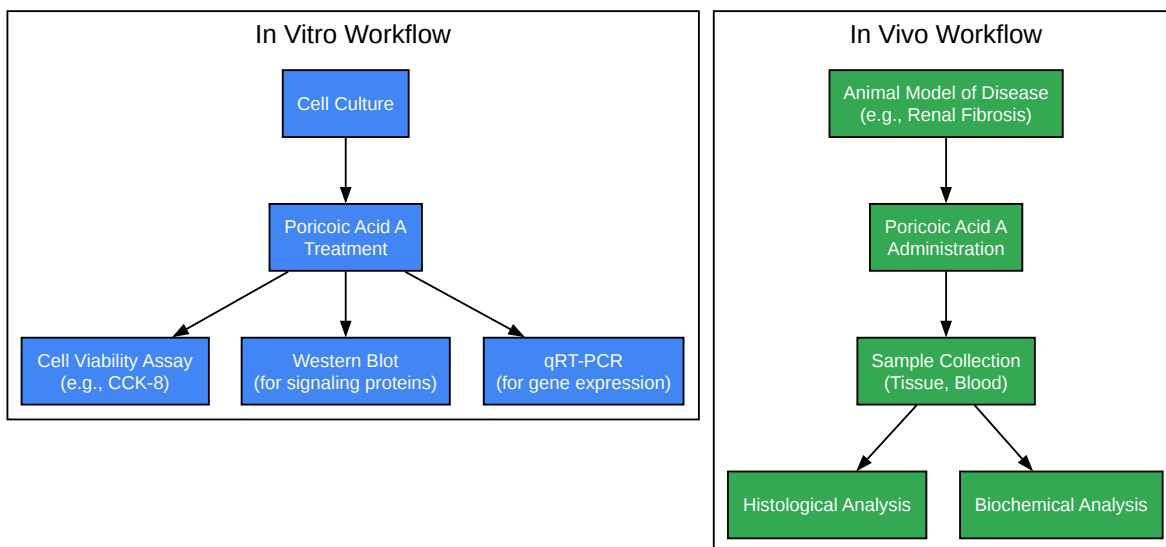 In Vitro Workflow
Cell Culture
Poricoic Acid A
Treatment
Cell Viability Assay
(e.g., CCK-8)
Western Blot
(for signaling proteins)
qRT-PCR
(for gene expression)
In Vivo Workflow
Animal Model of Disease
(e.g., Renal Fibrosis)
Poricoic Acid A
Administration
Sample Collection
(Tissue, Blood)
Histological Analysis
Biochemical Analysis